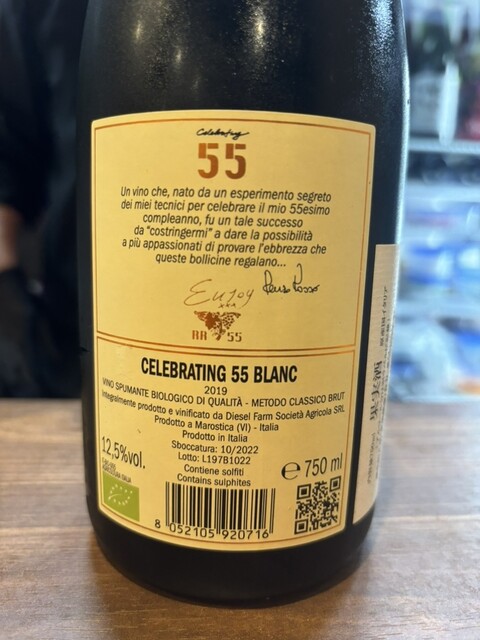 Celebrating
55
Un vino che, nato da un esperimento segreto
dei miei tecnici per celebrare il mio 55esimo
compleanno, fu un tale successo
da "costringermi" a dare la possibilità
a più appassionati di provare l'ebbrezza che
queste bollicine regalano...
Enjoy Renzo Rosso
RR 55
CELEBRATING 55 BLANC
2019
VINO SPUMANTE BIOLOGICO DI QUALITÀ - METODO CLASSICO BRUT
Integralmente prodotto e vinificato da Diesel Farm Società Agricola SRL
Prodotto a Marostica (VI) - Italia
Prodotto in Italia
Sboccatura: 10/2022
Lotto: L197B1022
Contiene solfiti
Contains sulphites
12,5%vol.
e 750 ml
8 052105 920716